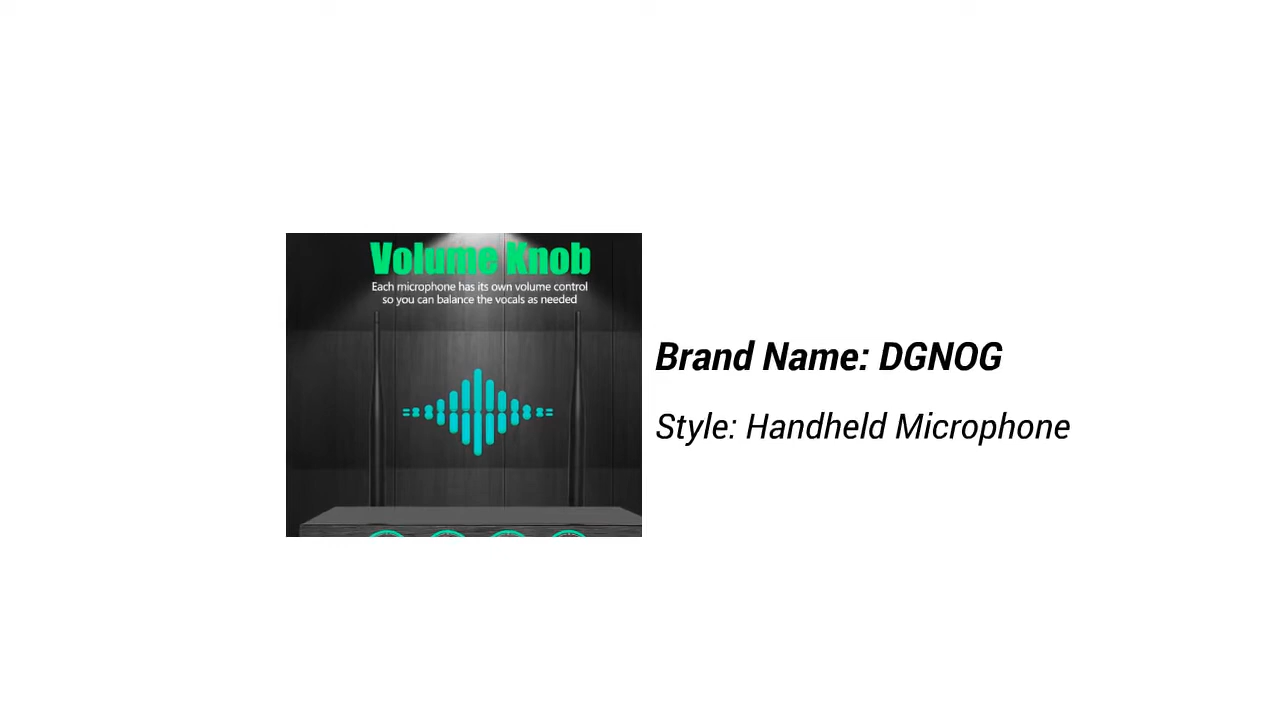 Volume Knob
Each microphone has its own volume control
so you can balance the vocals as needed
Brand Name: DGNOG
Style: Handheld Microphone